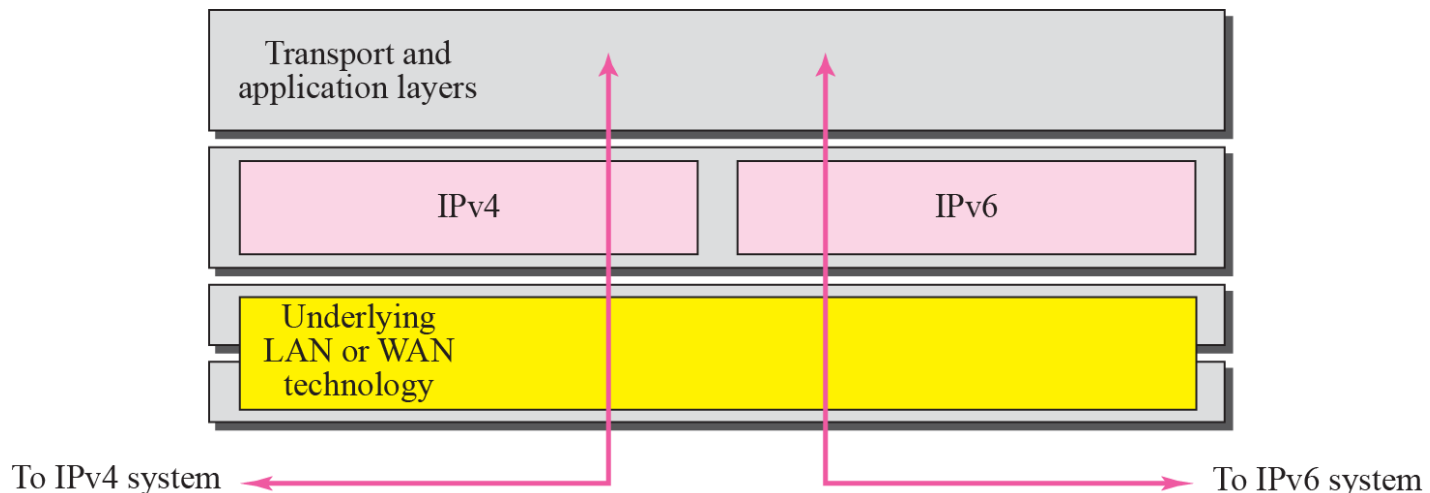 Transport and
application layers
IPv4
IPv6
Underlying
LAN or WAN
technology
To IPv4 system
To IPv6 system